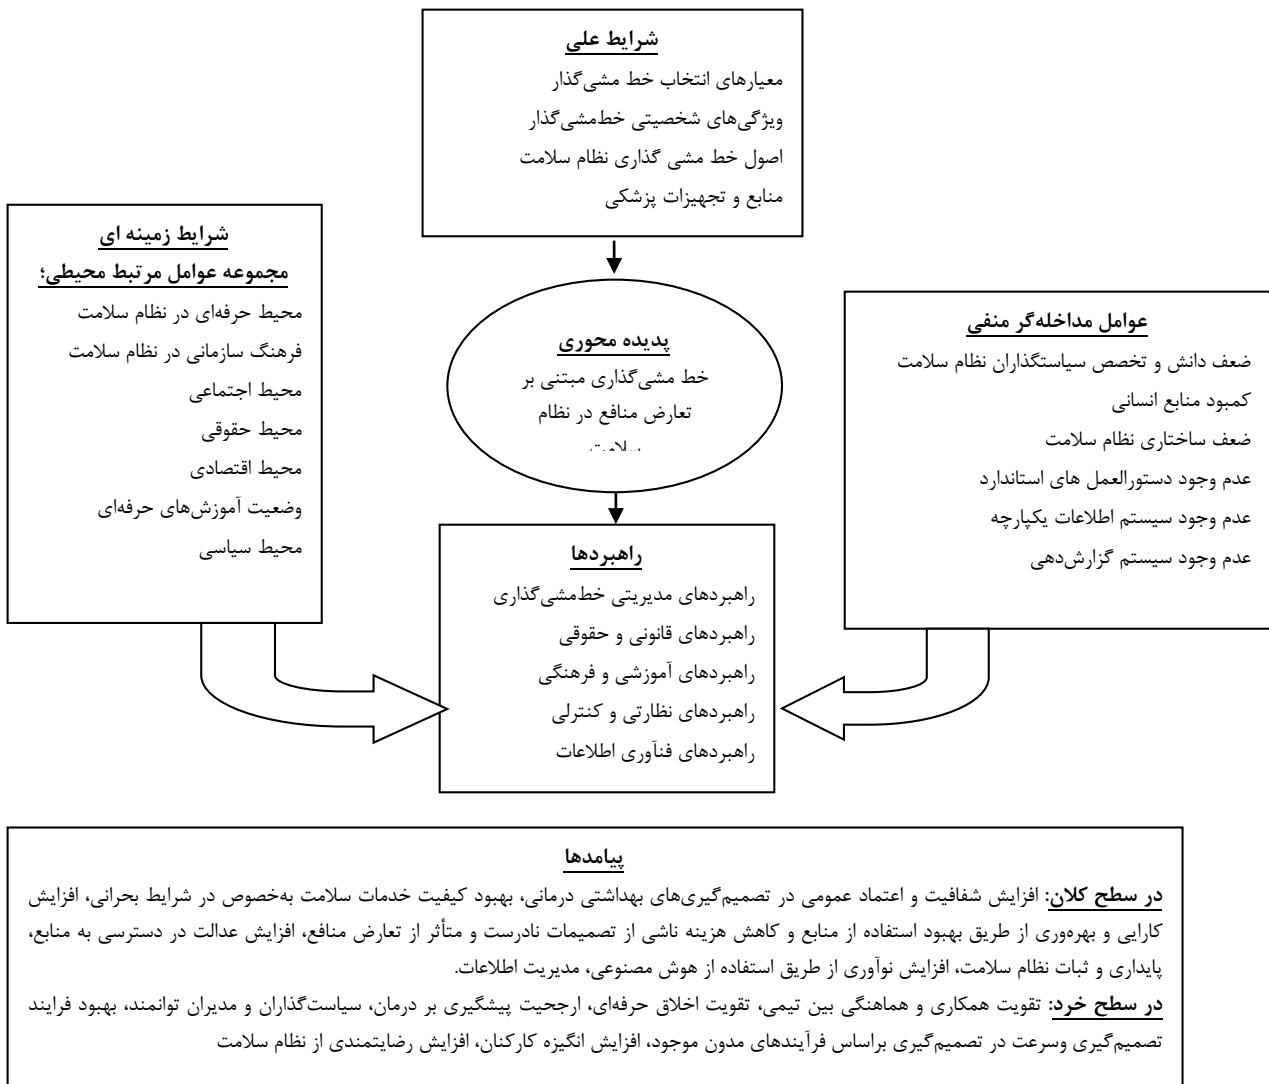 شرایط علی
معیارهای انتخاب خط مشی‌گذار
ویژگی‌های شخصیتی خط‌مشی‌گذار
اصول خط مشی گذاری نظام سلامت
منابع و تجهیزات پزشکی
شرایط زمینه ای
مجموعه عوامل مرتبط محیطی؛
محیط حرفه‌ای در نظام سلامت
فرهنگ سازمانی در نظام سلامت
محیط اجتماعی
محیط حقوقی
محیط اقتصادی
وضعیت آموزش‌های حرفه‌ای
محیط سیاسی
پدیده محوری
خط مشی‌گذاری مبتنی بر
تعارض منافع در نظام
سلامت
عوامل مداخله‌گر منفی
ضعف دانش و تخصص سیاستگذاران نظام سلامت
کمبود منابع انسانی
ضعف ساختاری نظام سلامت
عدم وجود دستورالعمل های استاندارد
عدم وجود سیستم اطلاعات یکپارچه
عدم وجود سیستم گزارش‌دهی
راهبردها
راهبردهای مدیریتی خط‌مشی‌گذاری
راهبردهای قانونی و حقوقی
راهبردهای آموزشی و فرهنگی
راهبردهای نظارتی و کنترلی
راهبردهای فنآوری اطلاعات
پیامدها
در سطح کلان: افزایش شفافیت و اعتماد عمومی در تصمیم‌گیری‌های بهداشتی درمانی، بهبود کیفیت خدمات سلامت به‌خصوص در شرایط بحرانی، افزایش
کارایی و بهره‌وری از طریق بهبود استفاده از منابع و کاهش هزینه ناشی از تصمیمات نادرست و متأثر از تعارض منافع، افزایش عدالت در دسترسی به منابع،
پایداری و ثبات نظام سلامت، افزایش نوآوری از طریق استفاده از هوش مصنوعی، مدیریت اطلاعات.
در سطح خرد: تقویت همکاری و هماهنگی بین تیمی، تقویت اخلاق حرفه‌ای، ارجحیت پیشگیری بر درمان، سیاست‌گذاران و مدیران توانمند، بهبود فرایند
تصمیم‌گیری وسرعت در تصمیم‌گیری براساس فرآیندهای مدون موجود، افزایش انگیزه کارکنان، افزایش رضایتمندی از نظام سلامت